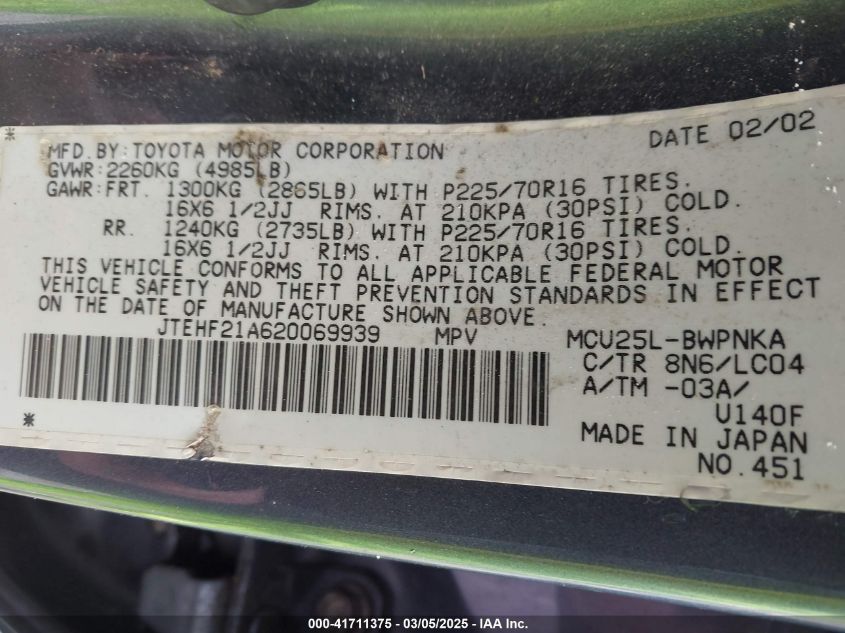 DATE 02/02
MFD. BY: TOYOTA MOTOR CORPORATION
GVWR: 2260KG (4985LB)
GAWR: FRT. 1300KG (2865LB) WITH P225/70R16 TIRES.
16X6 1/2JJ RIMS. AT 210KPA (30PSI) COLD.
RR. 1240KG (2735LB) WITH P225/70R16 TIRES.
16X6 1/2JJ RIMS. AT 210KPA (30PSI) COLD.
THIS VEHICLE CONFORMS TO ALL APPLICABLE FEDERAL MOTOR
VEHICLE SAFETY AND THEFT PREVENTION STANDARDS IN EFFECT
ON THE DATE OF MANUFACTURE SHOWN ABOVE.
JTEHF21A620069939 MPV MCU25L-BWPNKA
C/TR 8N6/LC04
A/TM -03A/
U140F
MADE IN JAPAN
NO.451
000-41711375 — 03/05/2025 — IAA Inc.